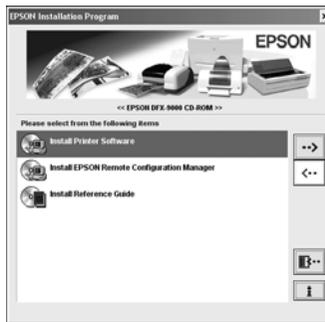 EPSON Installation Program
EPSON
<< EPSON DFX-9000 CD-ROM >>
Please select from the following items
Install Printer Software
Install EPSON Remote Configuration Manager
Install Reference Guide